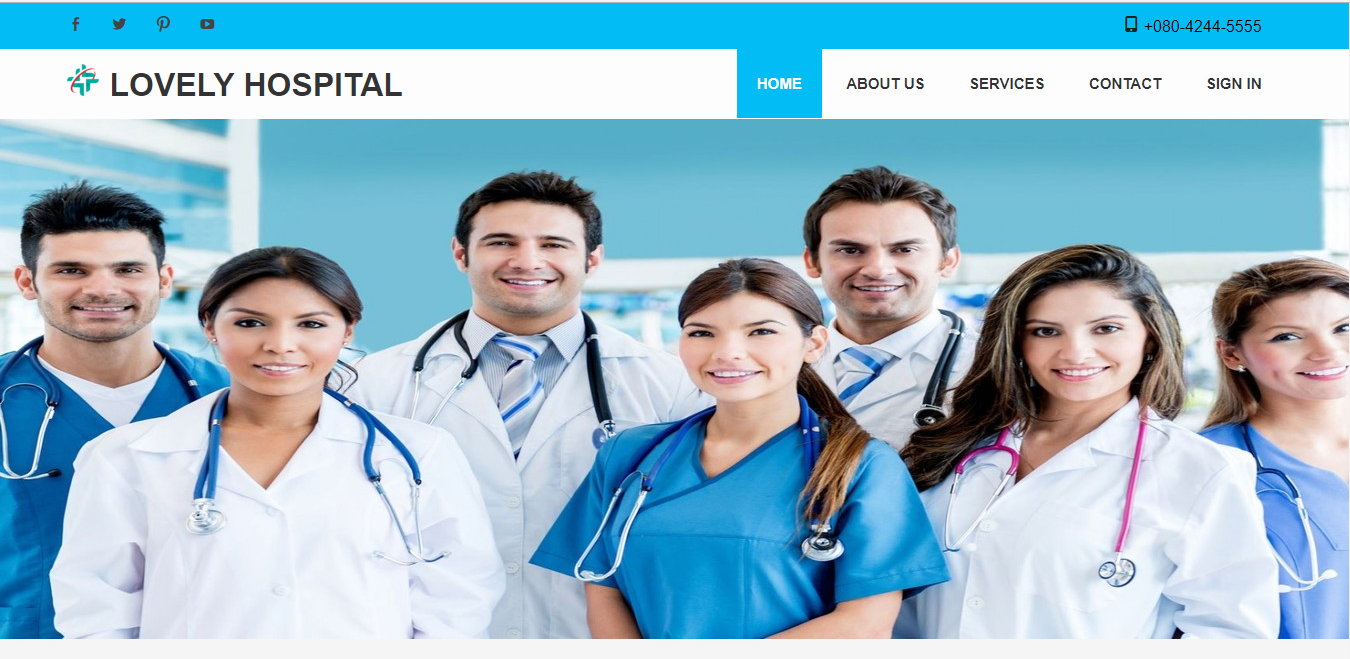 +080-4244-5555
LOVELY HOSPITAL
HOME ABOUT US SERVICES CONTACT SIGN IN